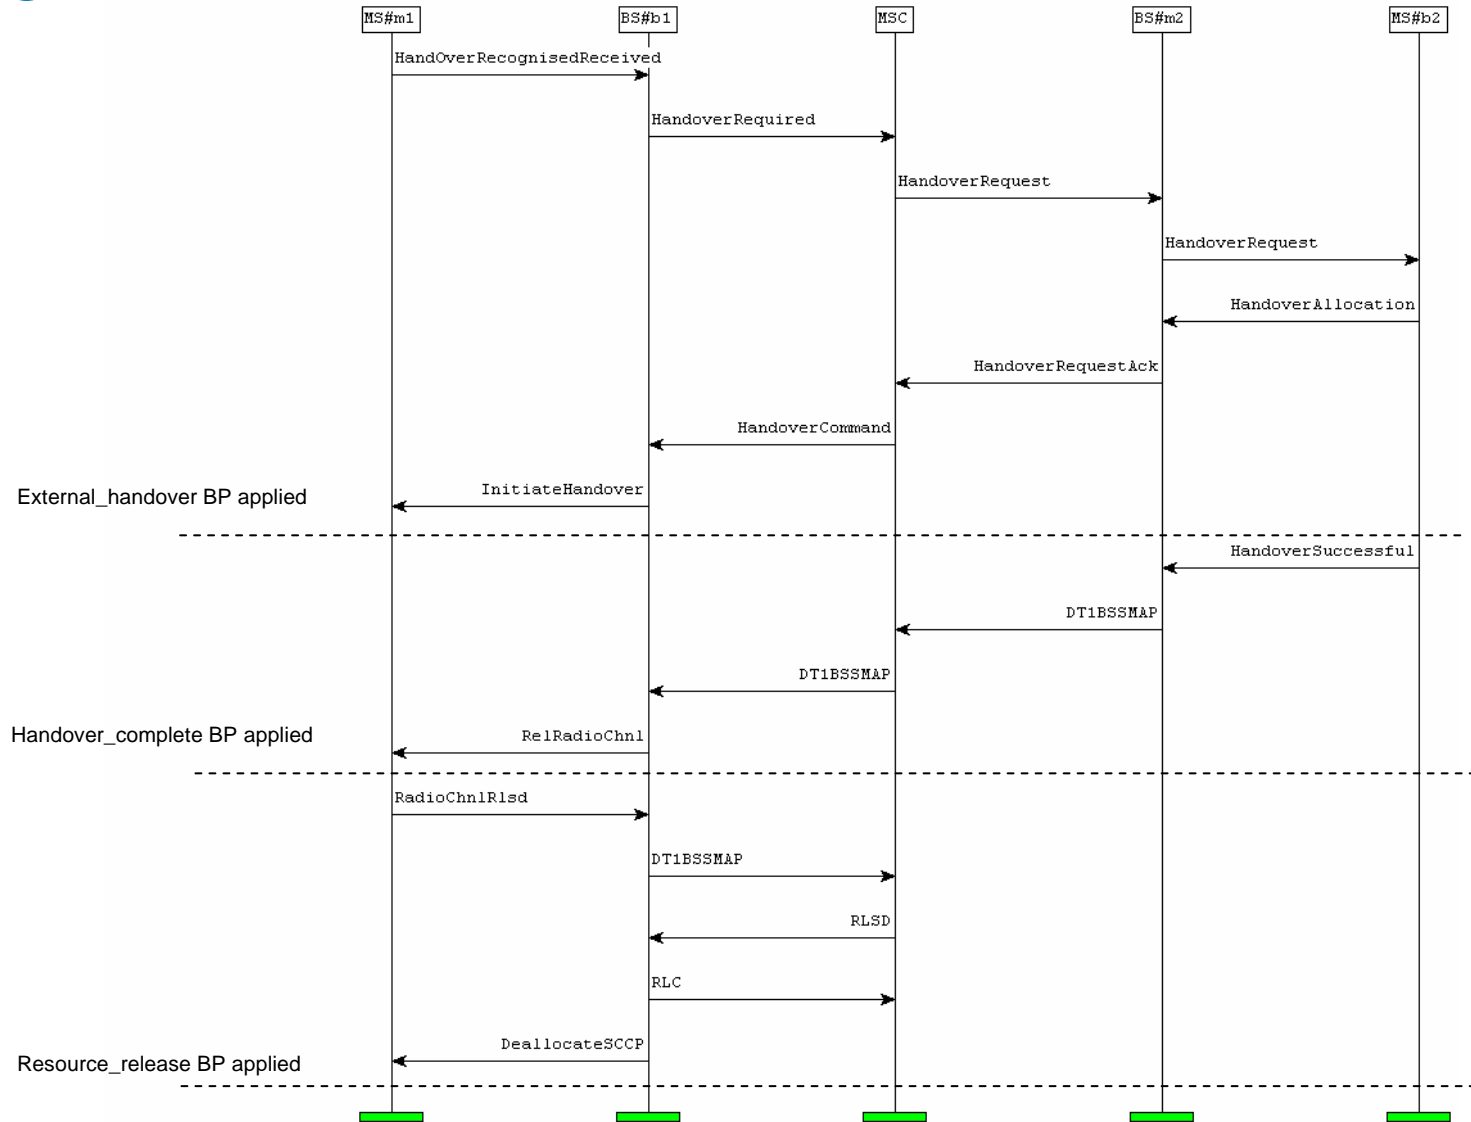 MS#m1
BS#b1
MSC
BS#m2
MS#b2
HandOverRecognisedReceived
HandoverRequired
HandoverRequest
HandoverRequest
HandoverAllocation
HandoverRequestAck
HandoverCommand
InitiateHandover
External_handover BP applied
HandoverSuccessful
DT1BSSMAP
DT1BSSMAP
RelRadioChnl
Handover_complete BP applied
RadioChnlRlsd
DT1BSSMAP
RLSD
RLC
DeallocateSCCP
Resource_release BP applied